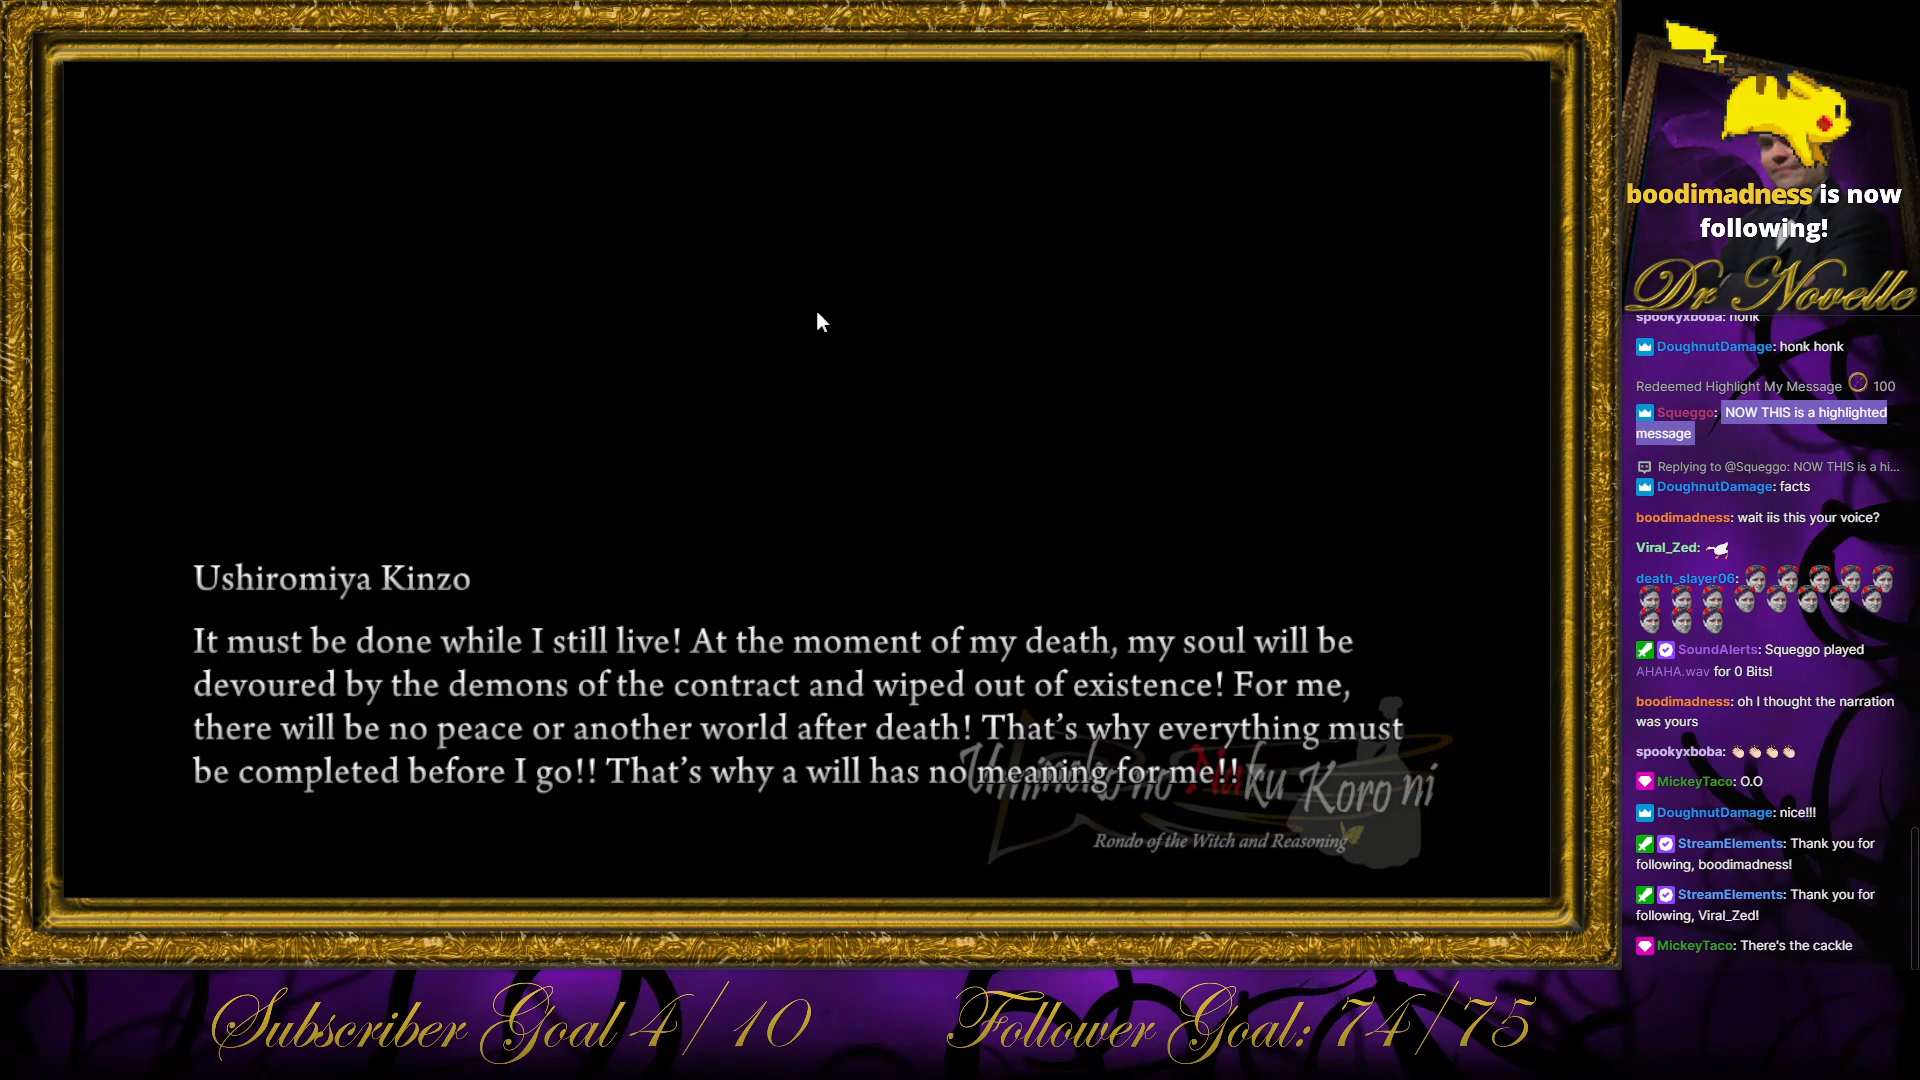 Ushiromiya Kinzo
It must be done while I still live! At the moment of my death, my soul will be
devoured by the demons of the contract and wiped out of existence! For me,
there will be no peace or another world after death! That's why everything must
be completed before I go!! That's why a will has no meaning for me!!
Umineko no Naku Koro ni
Rondo of the Witch and Reasoning
Subscriber Goal 4/10
Follower Goal: 74/75
boodimadness is now
following!
Dr Novelle
spookyxboba: honk
DoughnutDamage: honk honk
Redeemed Highlight My Message 100
Squeggo: NOW THIS is a highlighted
message
Replying to @Squeggo: NOW THIS is a hi...
DoughnutDamage: facts
boodimadness: wait iis this your voice?
Viral_Zed:
death_slayer06:
SoundAlerts: Squeggo played
AHAHA.wav for 0 Bits!
boodimadness: oh I thought the narration
was yours
spookyxboba:
MickeyTaco: O.O
DoughnutDamage: nice!!!
StreamElements: Thank you for
following, boodimadness!
StreamElements: Thank you for
following, Viral_Zed!
MickeyTaco: There's the cackle